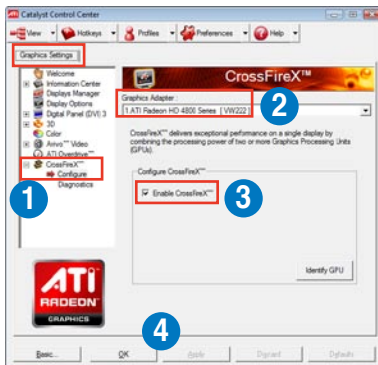 Catalyst Control Center
View Hotkeys Profiles Preferences Help
Graphics Settings
Welcome
Information Center
Displays Manager
Display Options
Digital Panel (DVI) 3
3D
Color
Avivo™ Video
ATI Overdrive™
CrossFireX™
Configure
Diagnostics
1
CrossFireX™
Graphics Adapter :
1. ATI Radeon HD 4800 Series [ VW222 ]
2
CrossFireX™ delivers exceptional performance on a single display by
combining the processing power of two or more Graphics Processing Units
(GPUs).
Configure CrossFireX™
Enable CrossFireX™
3
Identify GPU
ATI
RADEON
GRAPHICS
4
Basic... OK Apply Discard Defaults